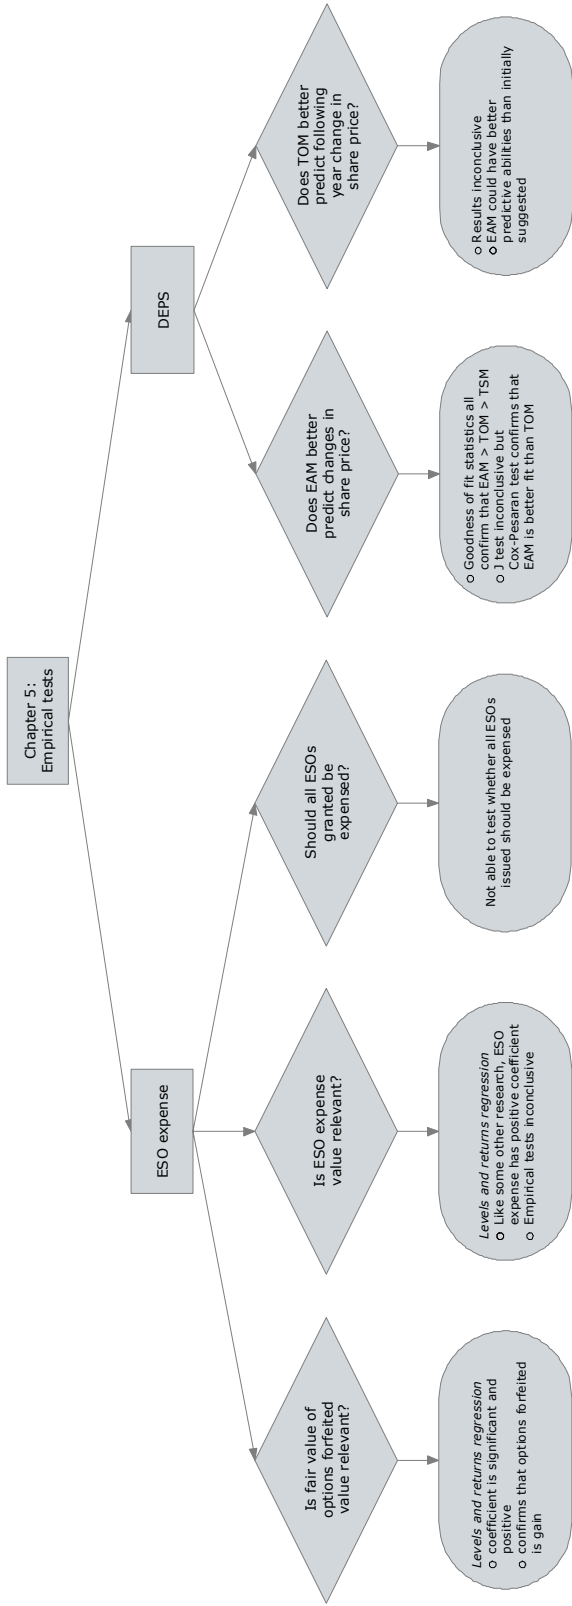 Chapter 5:
Empirical tests
ESO expense
DEPS
Is fair value of
options forfeited
value relevant?
Is ESO expense
value relevant?
Should all ESOs
granted be
expensed?
Does EAM better
predict changes in
share price?
Does TOM better
predict following
year change in
share price?
Levels and returns regression
o coefficient is significant and
positive
o confirms that options forfeited
is gain
Levels and returns regression
o Like some other research, ESO
expense has positive coefficient
o Empirical tests inconclusive
Not able to test whether all ESOs
issued should be expensed
o Goodness of fit statistics all
confirm that EAM > TOM > TSM
o J test inconclusive but
Cox-Pesaran test confirms that
EAM is better fit than TOM
o Results inconclusive
o EAM could have better
predictive abilities than initially
suggested